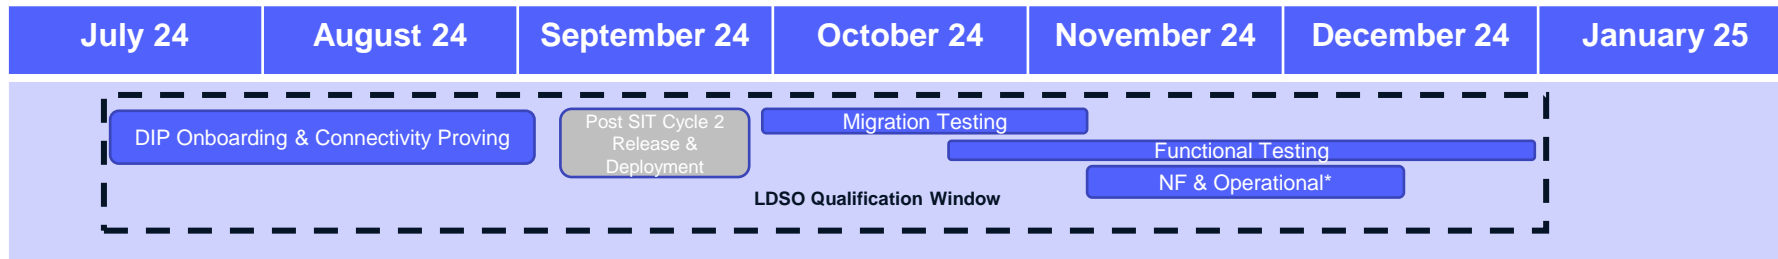 July 24 August 24 September 24 October 24 November 24 December 24 January 25
DIP Onboarding & Connectivity Proving
Post SIT Cycle 2
Release &
Deployment
Migration Testing
Functional Testing
NF & Operational*
LDSO Qualification Window